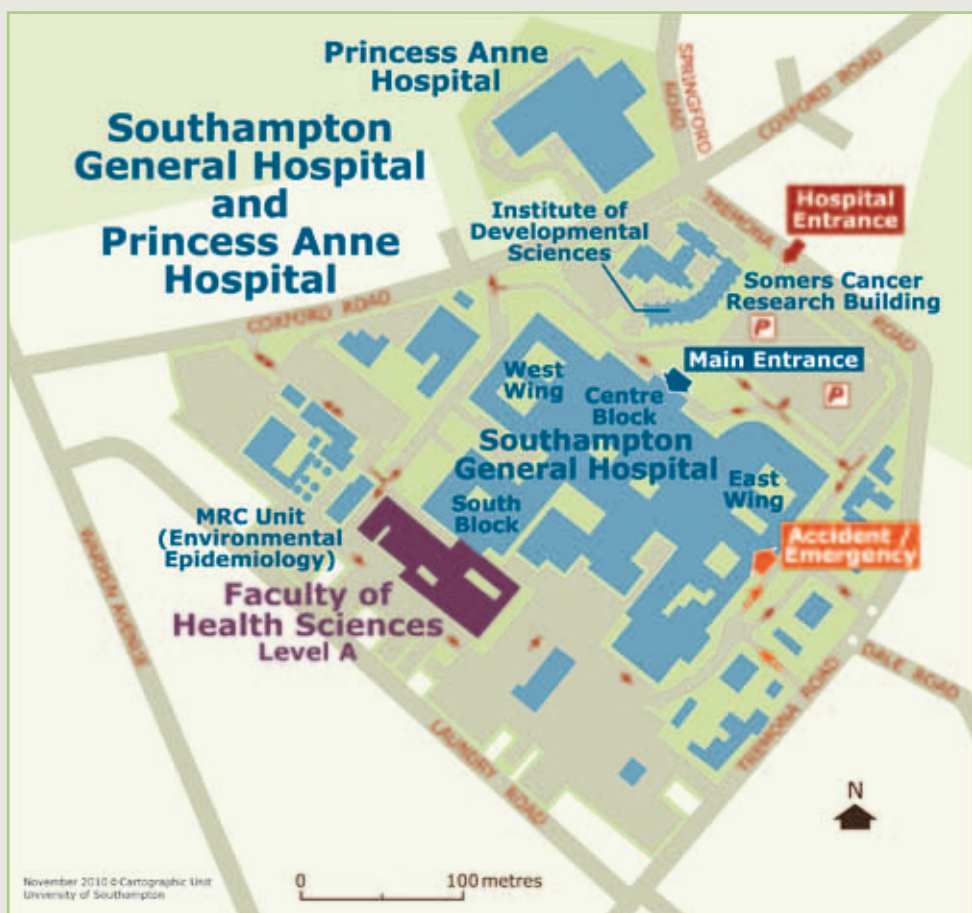 Princess Anne
Hospital
Southampton
General Hospital
and
Princess Anne
Hospital
SPRINGFORD
ROAD
COXFORD ROAD
TREMONA
ROAD
Hospital
Entrance
Institute of
Developmental
Sciences
Somers Cancer
Research Building
COXFORD ROAD
P
Main Entrance
P
West
Wing
Centre
Block
Southampton
General Hospital
East
Wing
South
Block
MRC Unit
(Environmental
Epidemiology)
Accident /
Emergency
Faculty of
Health Sciences
Level A
WARREN AVENUE
DALE ROAD
TREMONA ROAD
LAUNDRY ROAD
N
November 2010 © Cartographic Unit
University of Southampton
0 100 metres